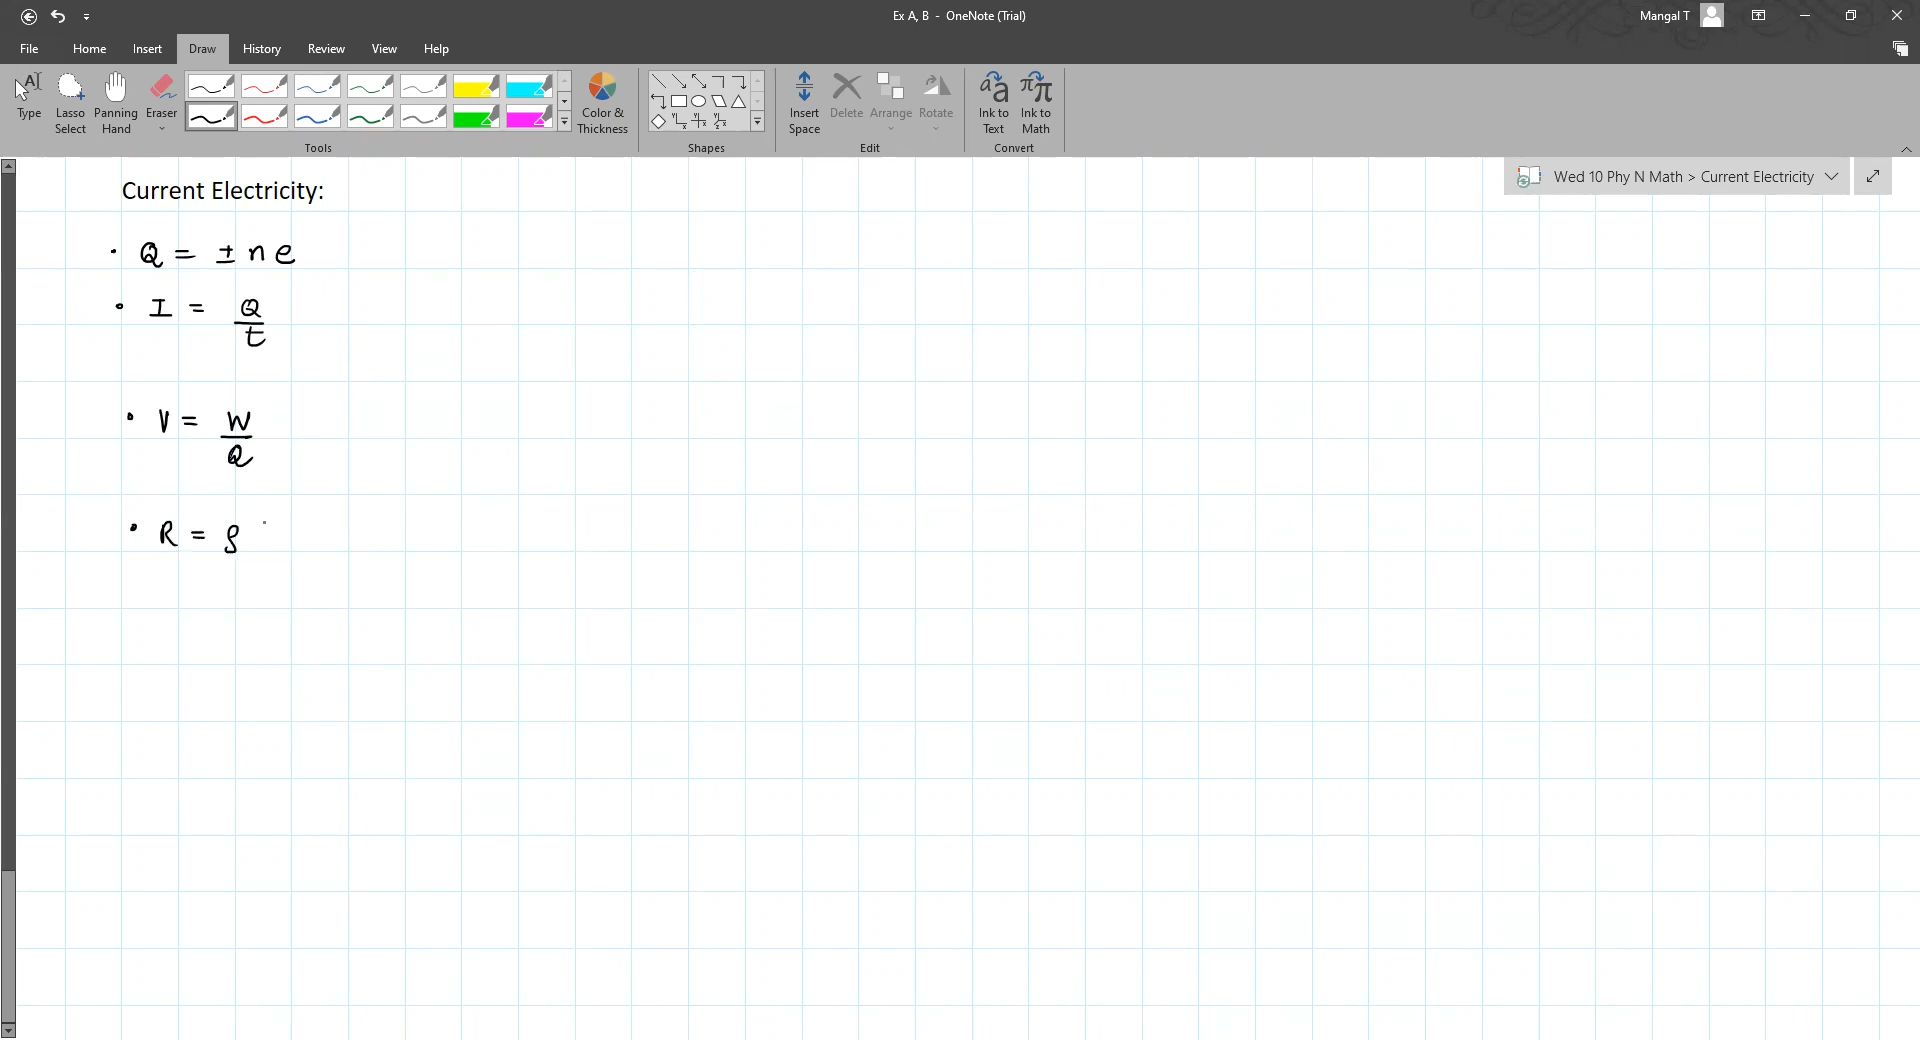 Ex A, B - OneNote (Trial)
Mangal T
File Home Insert Draw History Review View Help
Type
Lasso Select
Panning Hand
Eraser
Color & Thickness
Insert Space
Delete
Arrange
Rotate
Ink to Text
Ink to Math
Tools Shapes Edit Convert
Wed 10 Phy N Math > Current Electricity
Current Electricity:
• Q = ± n e
• I = Q/t
• V = W/Q
• R = ρ